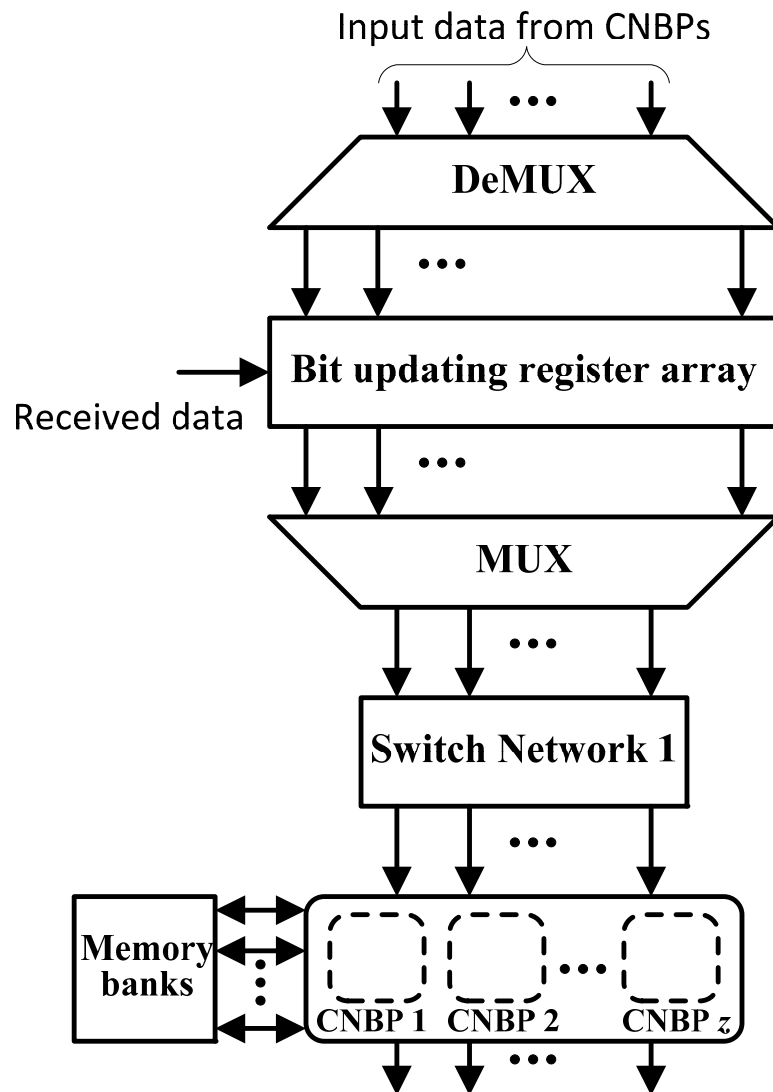 Input data from CNBPs
•••
DeMUX
•••
Bit updating register array
Received data
•••
MUX
•••
Switch Network 1
•••
Memory
banks
•••
CNBP 1 CNBP 2 CNBP z
•••